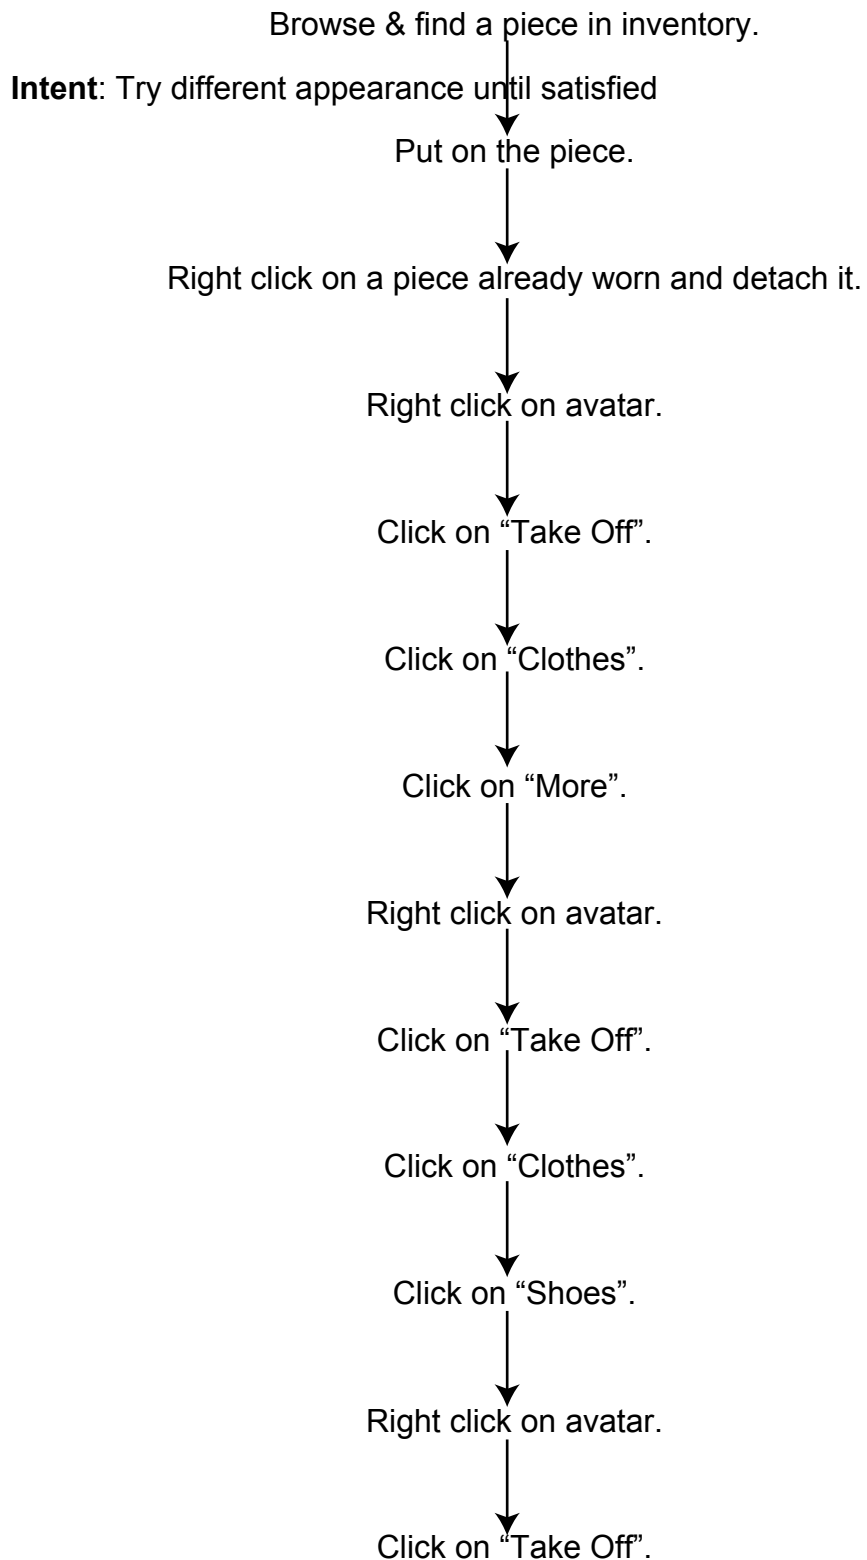 Browse & find a piece in inventory.
Intent: Try different appearance until satisfied
Put on the piece.
Right click on a piece already worn and detach it.
Right click on avatar.
Click on “Take Off”.
Click on “Clothes”.
Click on “More”.
Right click on avatar.
Click on “Take Off”.
Click on “Clothes”.
Click on “Shoes”.
Right click on avatar.
Click on “Take Off”.